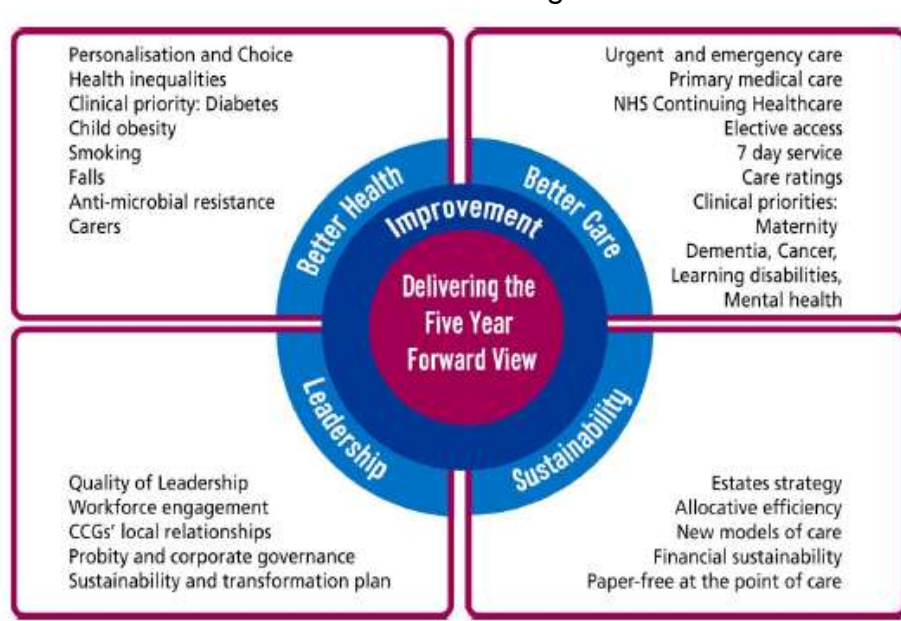 Personalisation and Choice
Health inequalities
Clinical priority: Diabetes
Child obesity
Smoking
Falls
Anti-microbial resistance
Carers
Urgent and emergency care
Primary medical care
NHS Continuing Healthcare
Elective access
7 day service
Care ratings
Clinical priorities:
Maternity
Dementia, Cancer,
Learning disabilities,
Mental health
Better Health
Better Care
Improvement
Delivering the
Five Year
Forward View
Leadership
Sustainability
Quality of Leadership
Workforce engagement
CCGs' local relationships
Probity and corporate governance
Sustainability and transformation plan
Estates strategy
Allocative efficiency
New models of care
Financial sustainability
Paper-free at the point of care